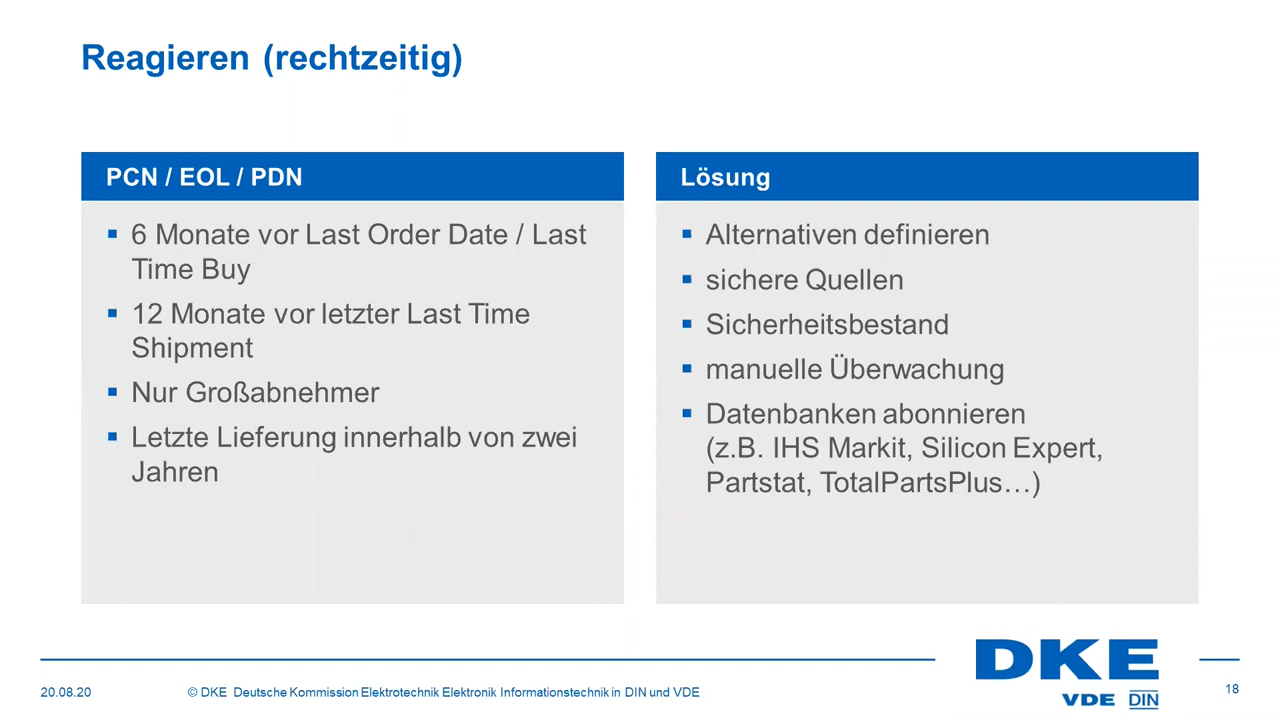 Reagieren (rechtzeitig)
PCN / EOL / PDN
6 Monate vor Last Order Date / Last
Time Buy
12 Monate vor letzter Last Time
Shipment
Nur Großabnehmer
Letzte Lieferung innerhalb von zwei
Jahren
Lösung
Alternativen definieren
sichere Quellen
Sicherheitsbestand
manuelle Überwachung
Datenbanken abonnieren
(z.B. IHS Markit, Silicon Expert,
Partstat, TotalPartsPlus…)
20.08.20
© DKE Deutsche Kommission Elektrotechnik Elektronik Informationstechnik in DIN und VDE
DKE
VDE DIN
18